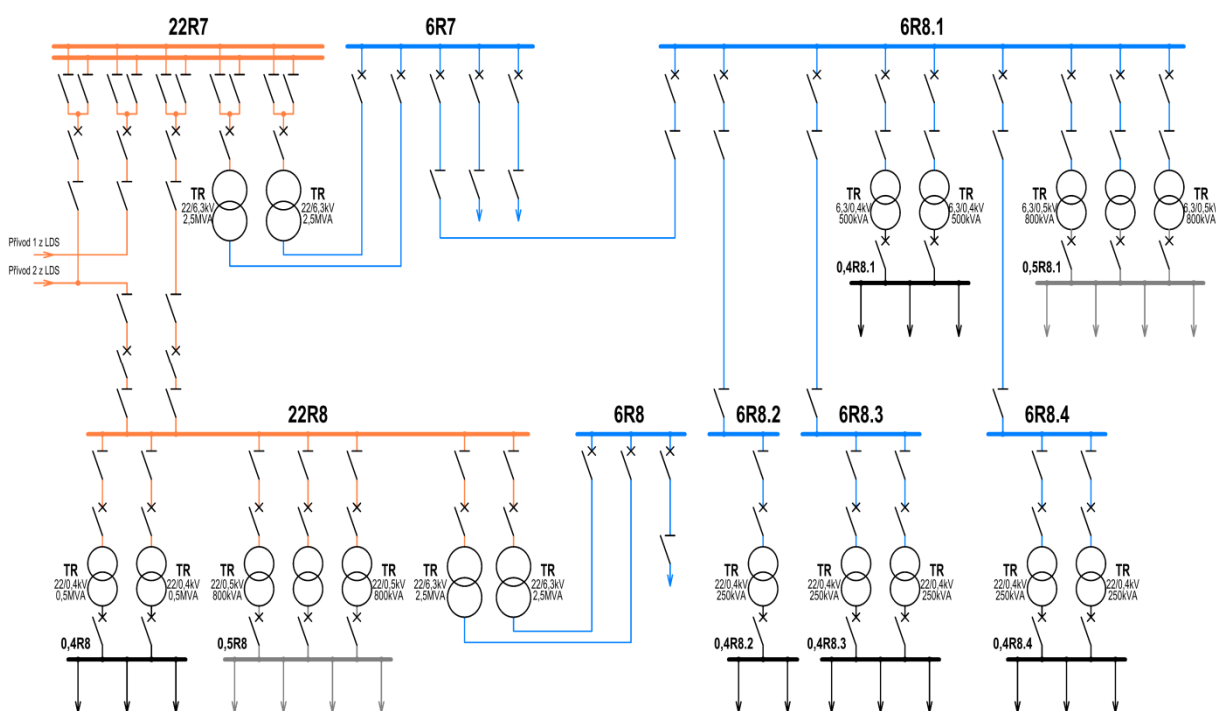 22R7
6R7
6R8.1
TR
22/6,3kV
2,5MVA
TR
22/6,3kV
2,5MVA
TR
6,3/0,4kV
500kVA
TR
6,3/0,4kV
500kVA
TR
6,3/0,5kV
800kVA
TR
6,3/0,5kV
800kVA
Přívod 1 z LDS
Přívod 2 z LDS
0,4R8.1
0,5R8.1
22R8
6R8
6R8.2
6R8.3
6R8.4
TR
22/0,4kV
0,5MVA
TR
22/0,4kV
0,5MVA
TR
22/0,5kV
800kVA
TR
22/0,5kV
800kVA
TR
22/6,3kV
2,5MVA
TR
22/6,3kV
2,5MVA
TR
22/0,4kV
250kVA
TR
22/0,4kV
250kVA
TR
22/0,4kV
250kVA
TR
22/0,4kV
250kVA
TR
22/0,4kV
250kVA
0,4R8
0,5R8
0,4R8.2
0,4R8.3
0,4R8.4